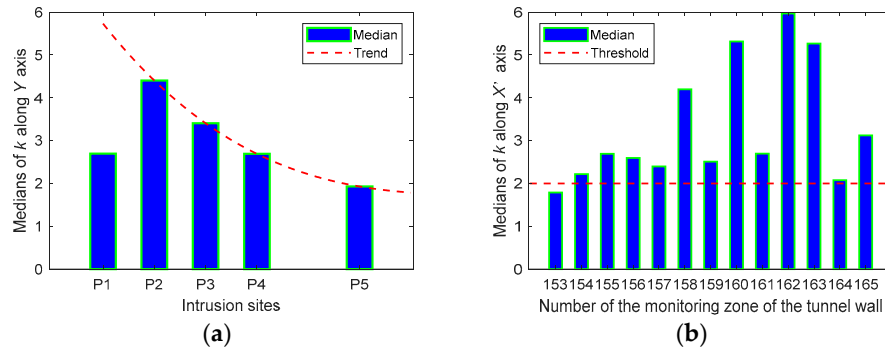 6
5
4
3
2
1
0
Medians of k along Y axis
Median
Trend
P1 P2 P3 P4 P5
Intrusion sites
(a)
6
5
4
3
2
1
0
Medians of k along X' axis
Median
Threshold
153 154 155 156 157 158 159 160 161 162 163 164 165
Number of the monitoring zone of the tunnel wall
(b)